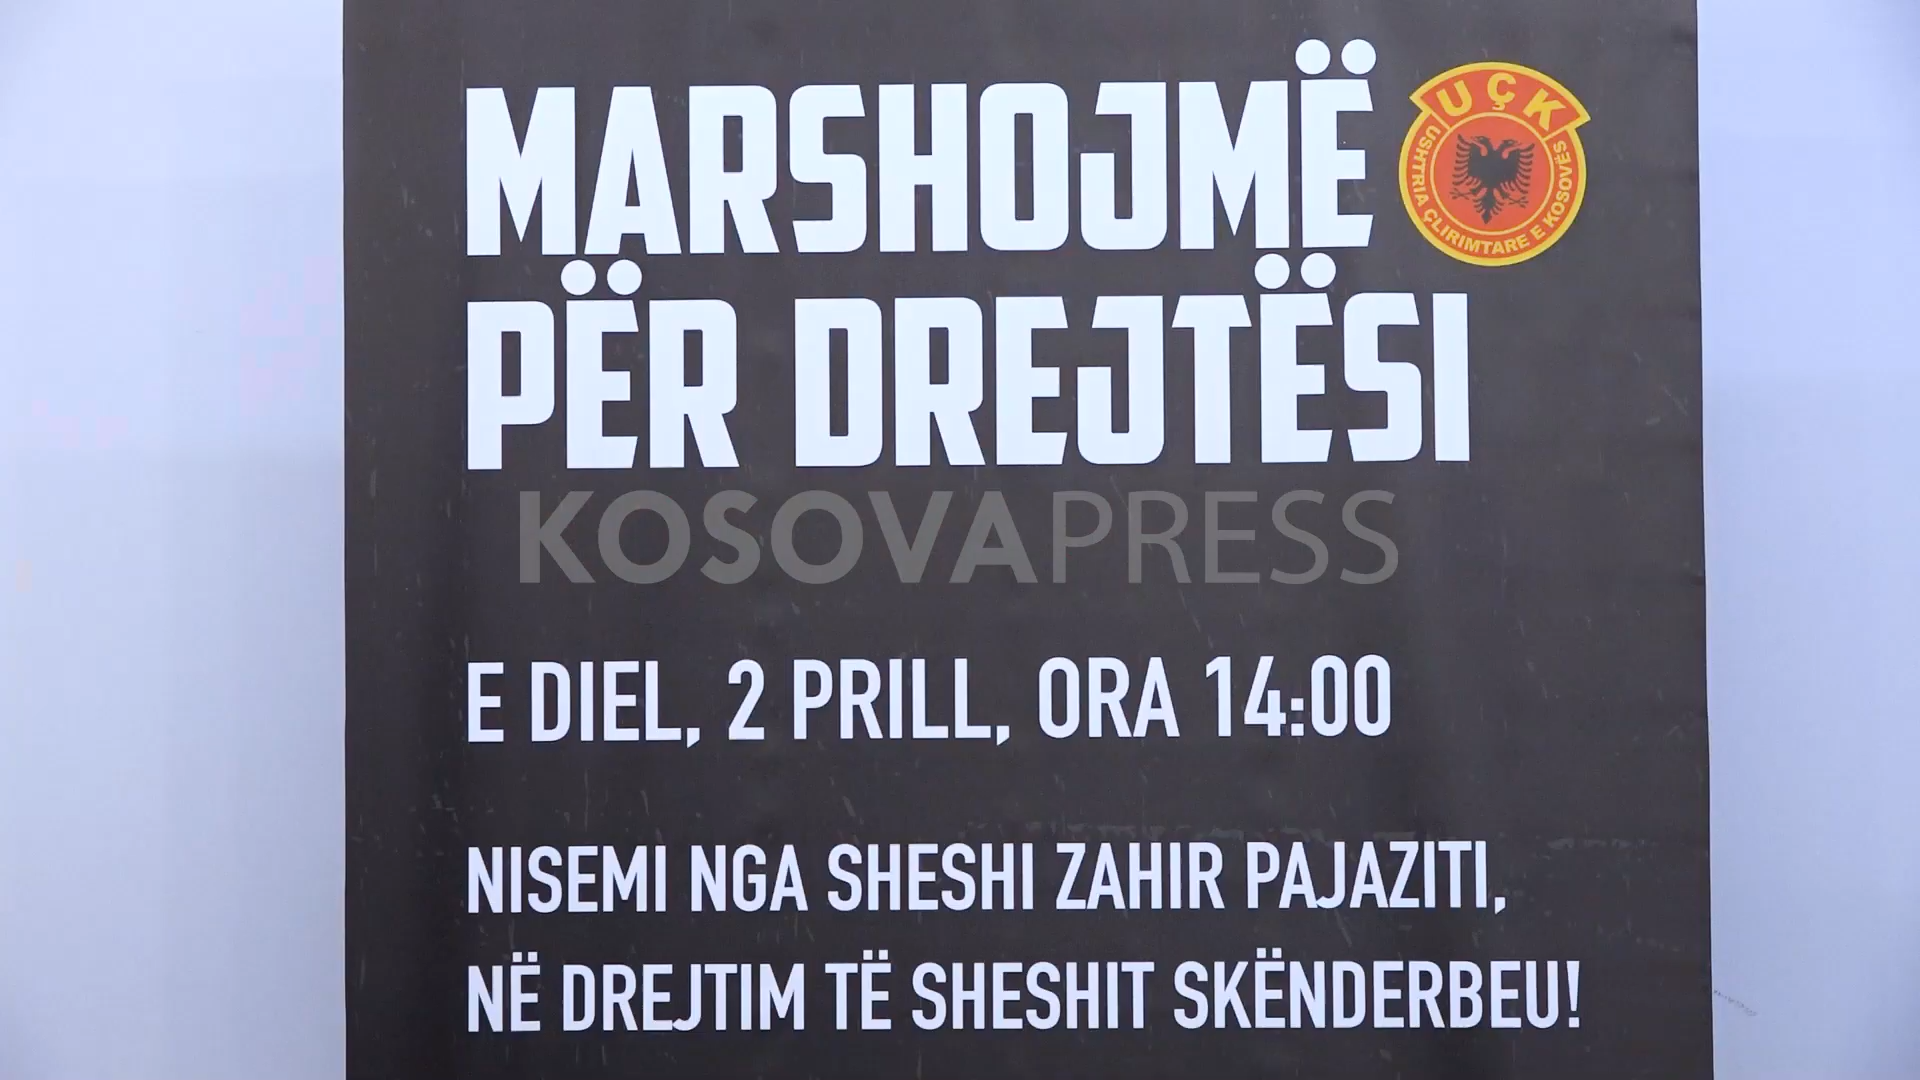 MARSHOJMË
PËR DREJTËSI
UÇK
USHTRIA ÇLIRIMTARE E KOSOVËS
KOSOVAPRESS
E DIEL, 2 PRILL, ORA 14:00
NISEMI NGA SHESHI ZAHIR PAJAZITI,
NË DREJTIM TË SHESHIT SKËNDERBEU!